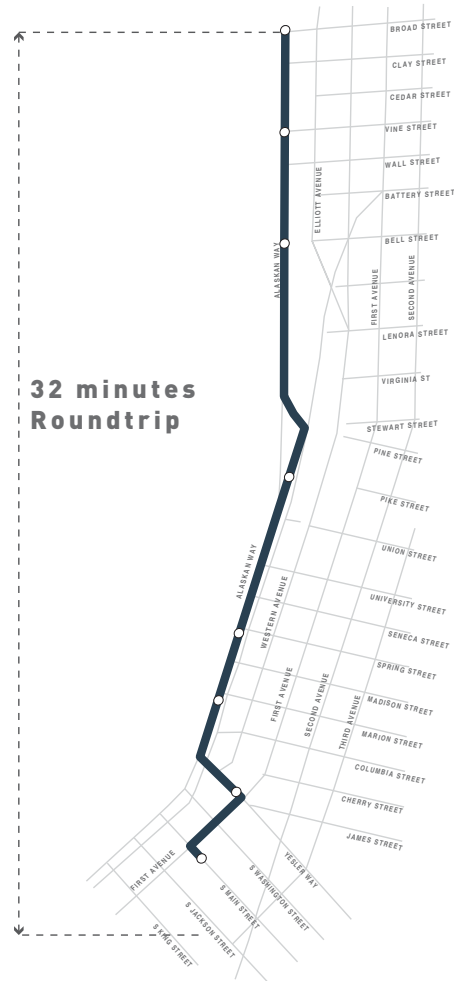 BROAD STREET
CLAY STREET
CEDAR STREET
VINE STREET
WALL STREET
ELLIOTT AVENUE
BATTERY STREET
BELL STREET
ALASKAN WAY
FIRST AVENUE
SECOND AVENUE
LENORA STREET
32 minutes
Roundtrip
VIRGINIA ST
STEWART STREET
PINE STREET
PIKE STREET
UNION STREET
ALASKAN WAY
WESTERN AVENUE
UNIVERSITY STREET
SENECA STREET
SPRING STREET
FIRST AVENUE
SECOND AVENUE
THIRD AVENUE
MADISON STREET
MARION STREET
COLUMBIA STREET
CHERRY STREET
JAMES STREET
FIRST AVENUE
YESLER WAY
S WASHINGTON STREET
S MAIN STREET
S JACKSON STREET
S KING STREET